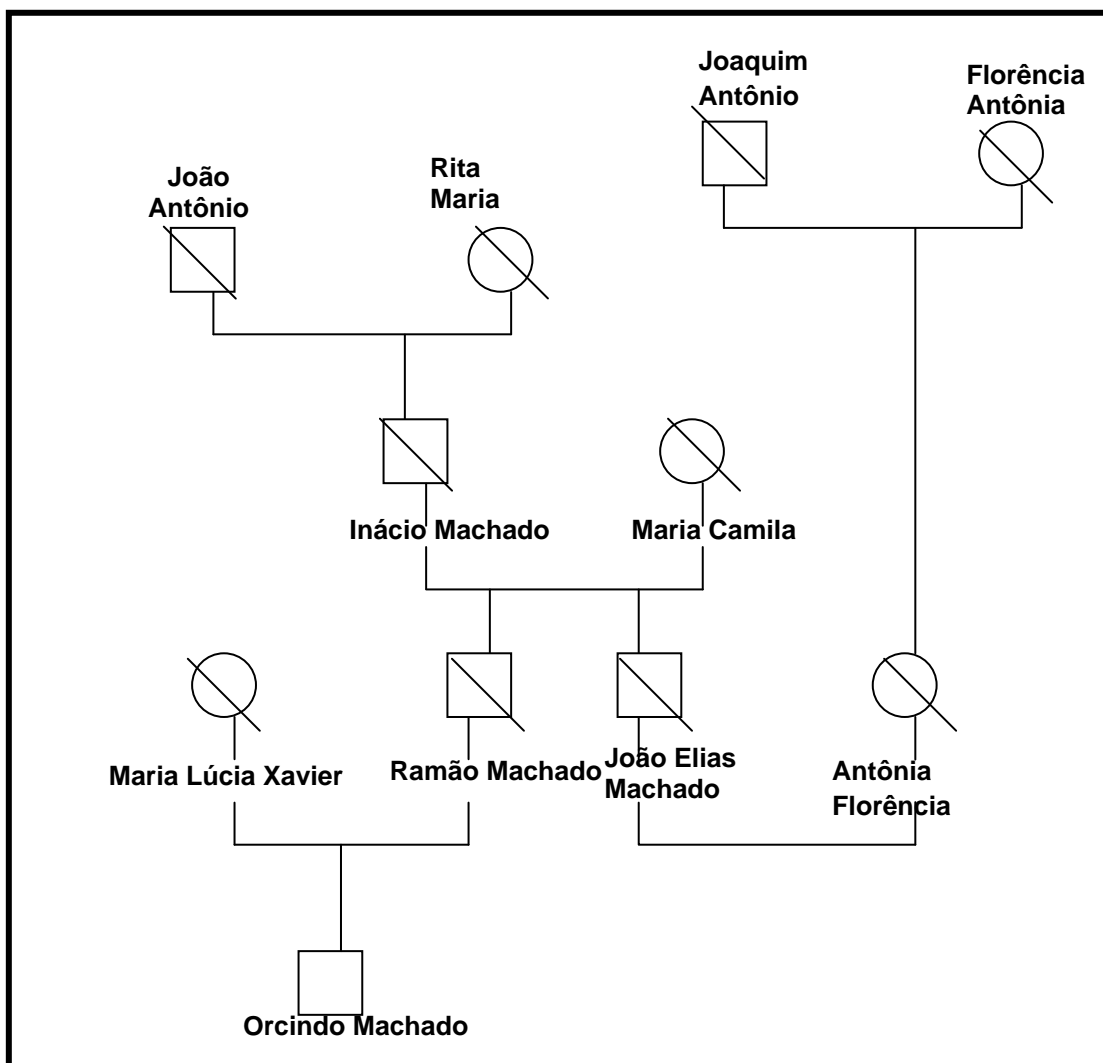 Joaquim
Antônio
Florência
Antônia
João
Antônio
Rita
Maria
Inácio Machado
Maria Camila
Maria Lúcia Xavier
Ramão Machado
João Elias
Machado
Antônia
Florência
Orcindo Machado